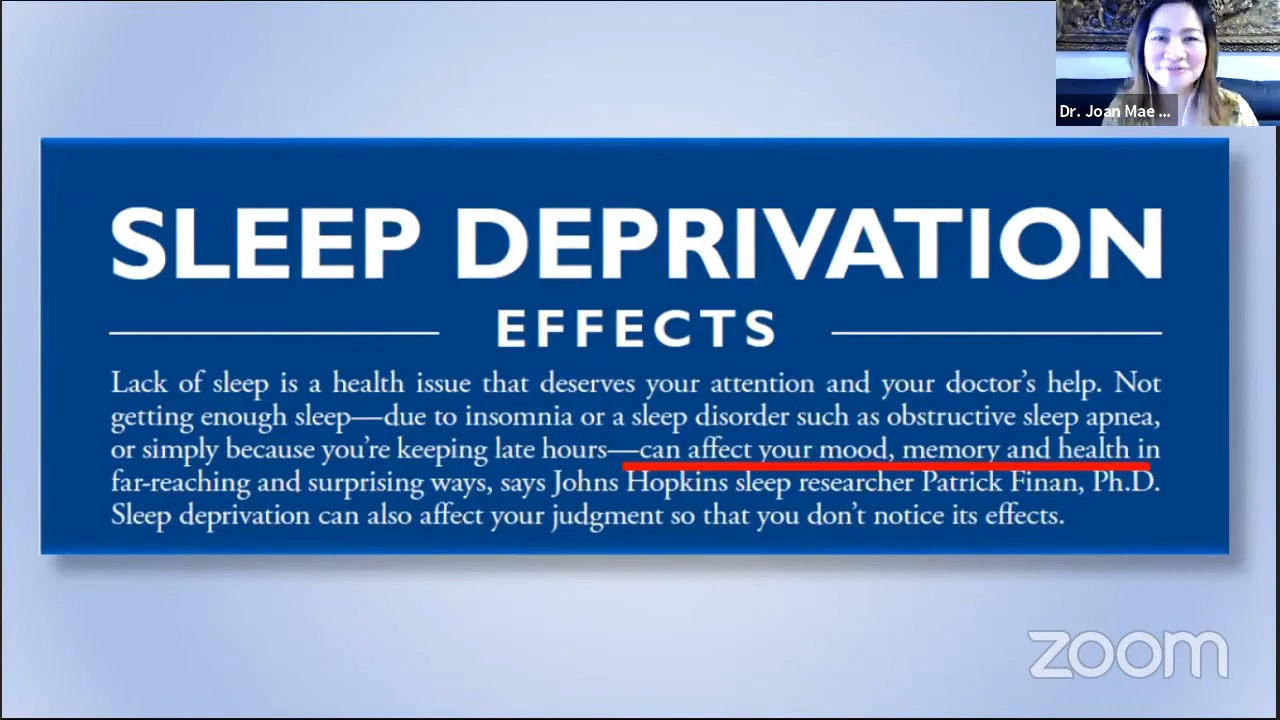 Dr. Joan Mae ...
SLEEP DEPRIVATION
EFFECTS
Lack of sleep is a health issue that deserves your attention and your doctor's help. Not
getting enough sleep—due to insomnia or a sleep disorder such as obstructive sleep apnea,
or simply because you're keeping late hours—can affect your mood, memory and health in
far-reaching and surprising ways, says Johns Hopkins sleep researcher Patrick Finan, Ph.D.
Sleep deprivation can also affect your judgment so that you don't notice its effects.
zoom